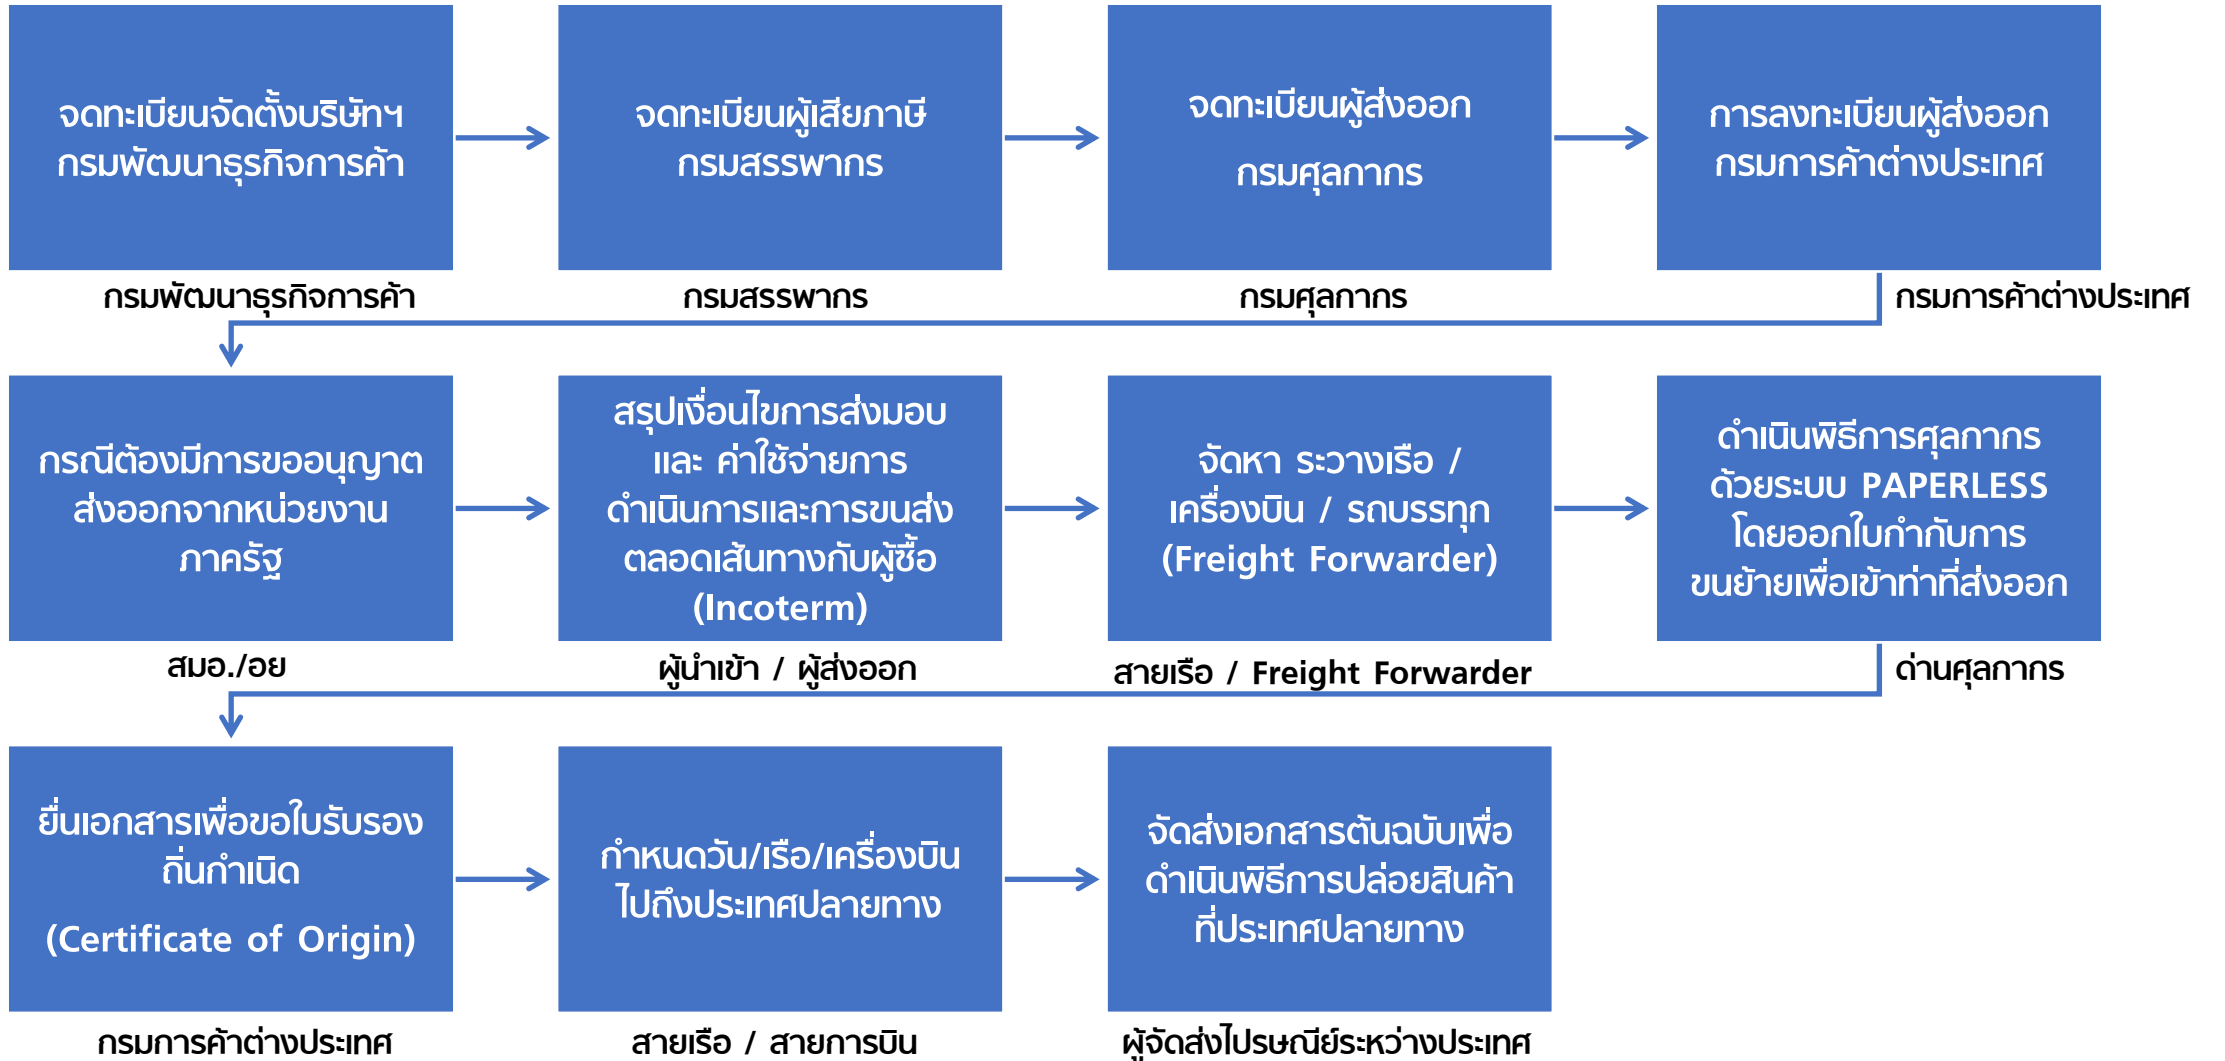 จดทะเบียนจัดตั้งบริษัทฯ
กรมพัฒนาธุรกิจการค้า
กรมพัฒนาธุรกิจการค้า
จดทะเบียนผู้เสียภาษี
กรมสรรพากร
กรมสรรพากร
จดทะเบียนผู้ส่งออก
กรมศุลกากร
กรมศุลกากร
การลงทะเบียนผู้ส่งออก
กรมการค้าต่างประเทศ
กรมการค้าต่างประเทศ
กรณีต้องมีการขออนุญาต
ส่งออกจากหน่วยงาน
ภาครัฐ
สมอ./อย
สรุปเงื่อนไขการส่งมอบ
และ ค่าใช้จ่ายการ
ดำเนินการและการขนส่ง
ตลอดเส้นทางกับผู้ซื้อ
(Incoterm)
ผู้นำเข้า / ผู้ส่งออก
จัดหา ระวางเรือ /
เครื่องบิน / รถบรรทุก
(Freight Forwarder)
สายเรือ / Freight Forwarder
ดำเนินพิธีการศุลกากร
ด้วยระบบ PAPERLESS
โดยออกใบกำกับการ
ขนย้ายเพื่อเข้าท่าที่ส่งออก
ด่านศุลกากร
ยื่นเอกสารเพื่อขอใบรับรอง
ถิ่นกำเนิด
(Certificate of Origin)
กรมการค้าต่างประเทศ
กำหนดวัน/เรือ/เครื่องบิน
ไปถึงประเทศปลายทาง
สายเรือ / สายการบิน
จัดส่งเอกสารต้นฉบับเพื่อ
ดำเนินพิธีการปล่อยสินค้า
ที่ประเทศปลายทาง
ผู้จัดส่งไปรษณีย์ระหว่างประเทศ